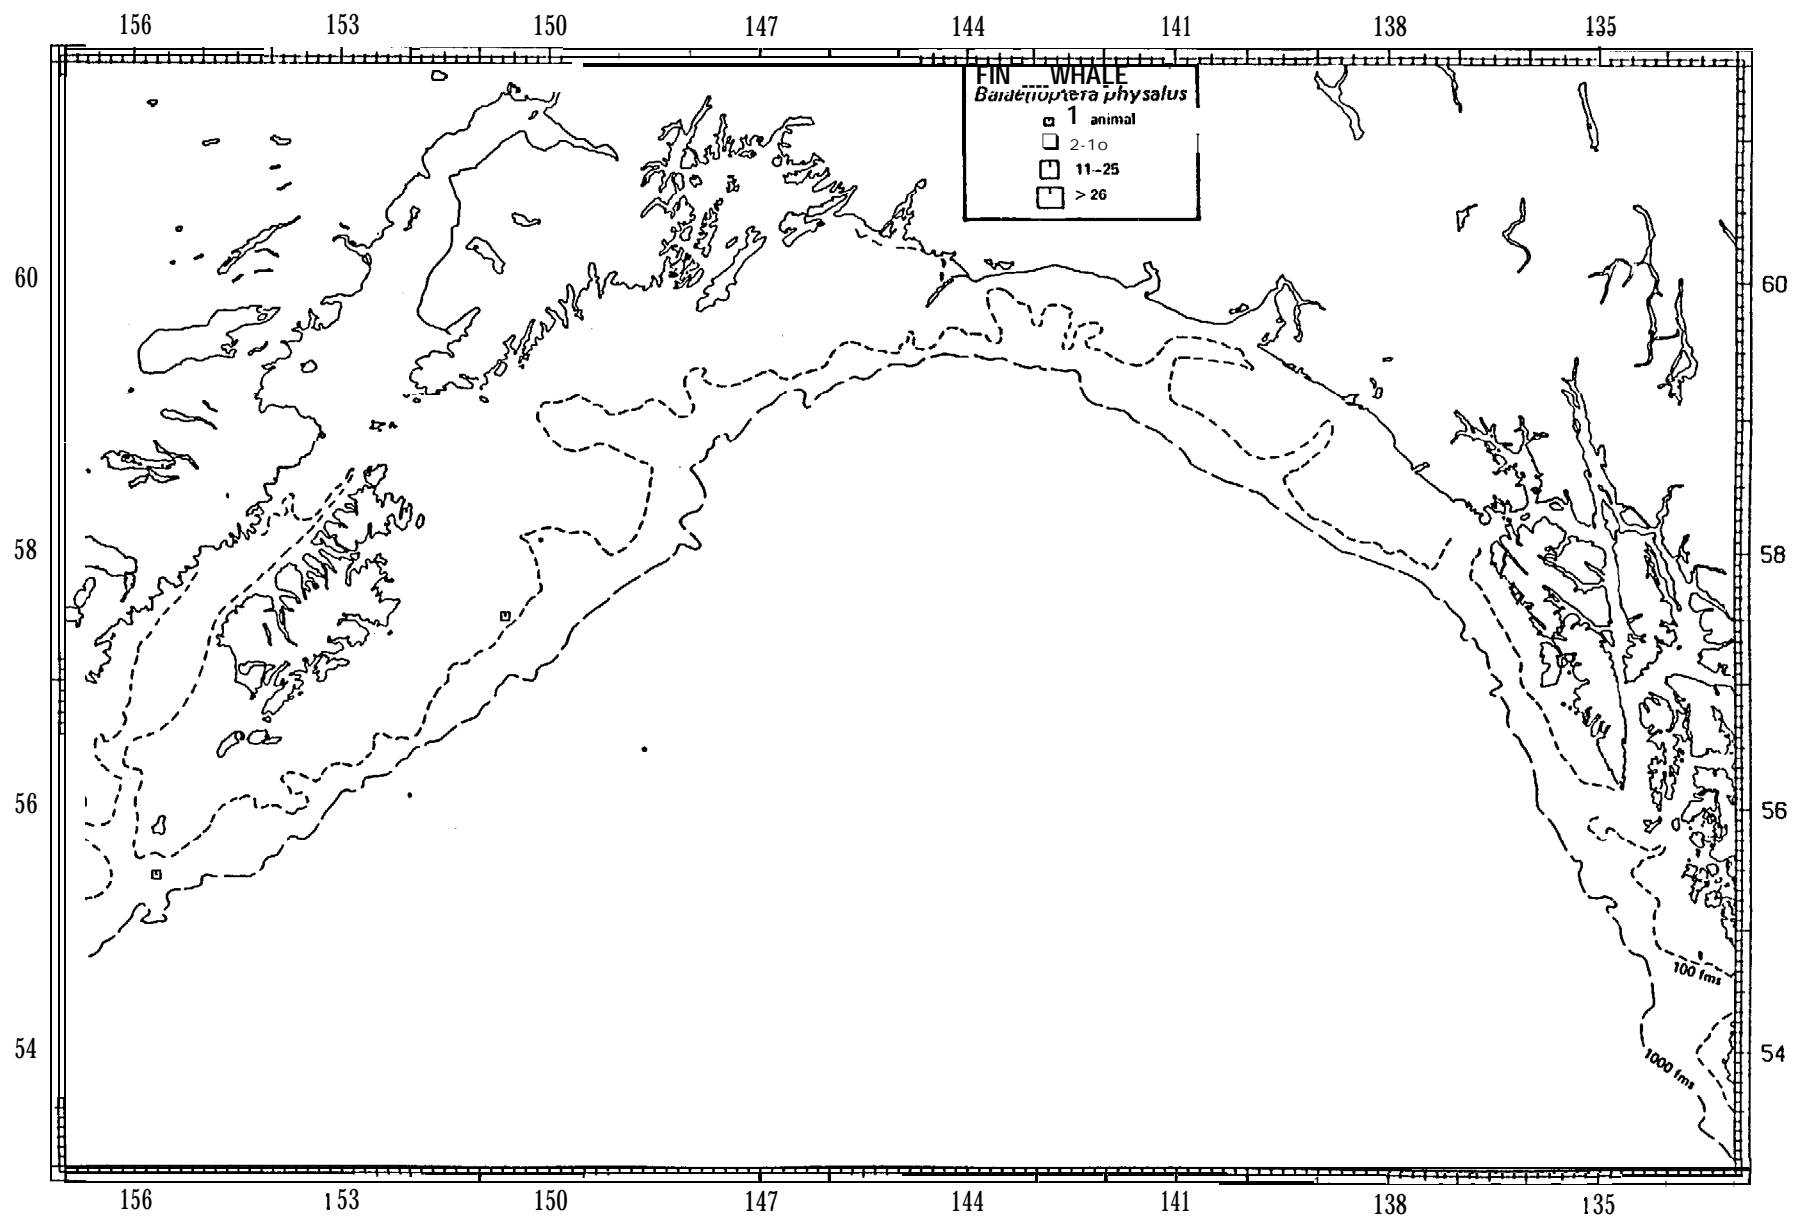 156 153 150 147 144 141 138 135
FIN WHALE
Balaenoptera physalus
1 animal
2-1o
11--25
> 26
60 60
58 58
56 56
54 54
100 fms
1000 fms
156 153 150 147 144 141 138 135